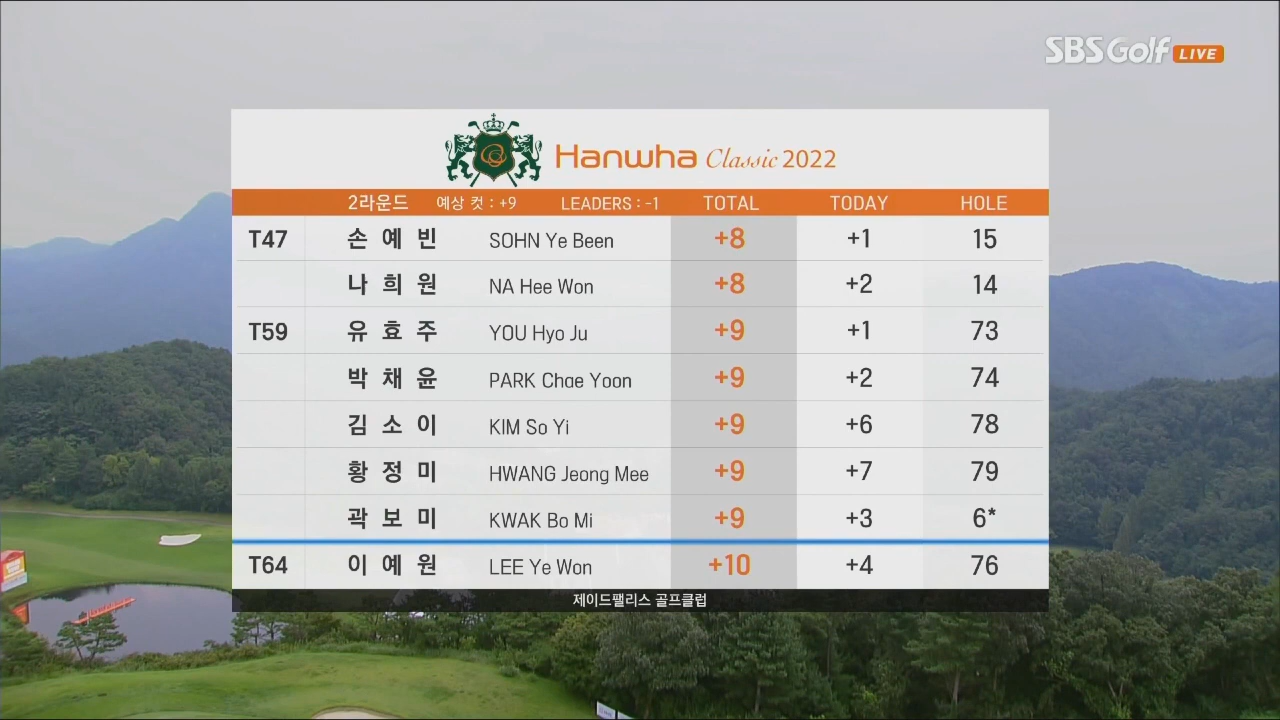 SBS Golf LIVE
Hanwha Classic 2022
2라운드 예상 컷 : +9 LEADERS : -1 TOTAL TODAY HOLE
T47 손 예 빈 SOHN Ye Been +8 +1 15
나 희 원 NA Hee Won +8 +2 14
T59 유 효 주 YOU Hyo Ju +9 +1 73
박 채 윤 PARK Chae Yoon +9 +2 74
김 소 이 KIM So Yi +9 +6 78
황 정 미 HWANG Jeong Mee +9 +7 79
곽 보 미 KWAK Bo Mi +9 +3 6*
T64 이 예 원 LEE Ye Won +10 +4 76
제이드팰리스 골프클럽